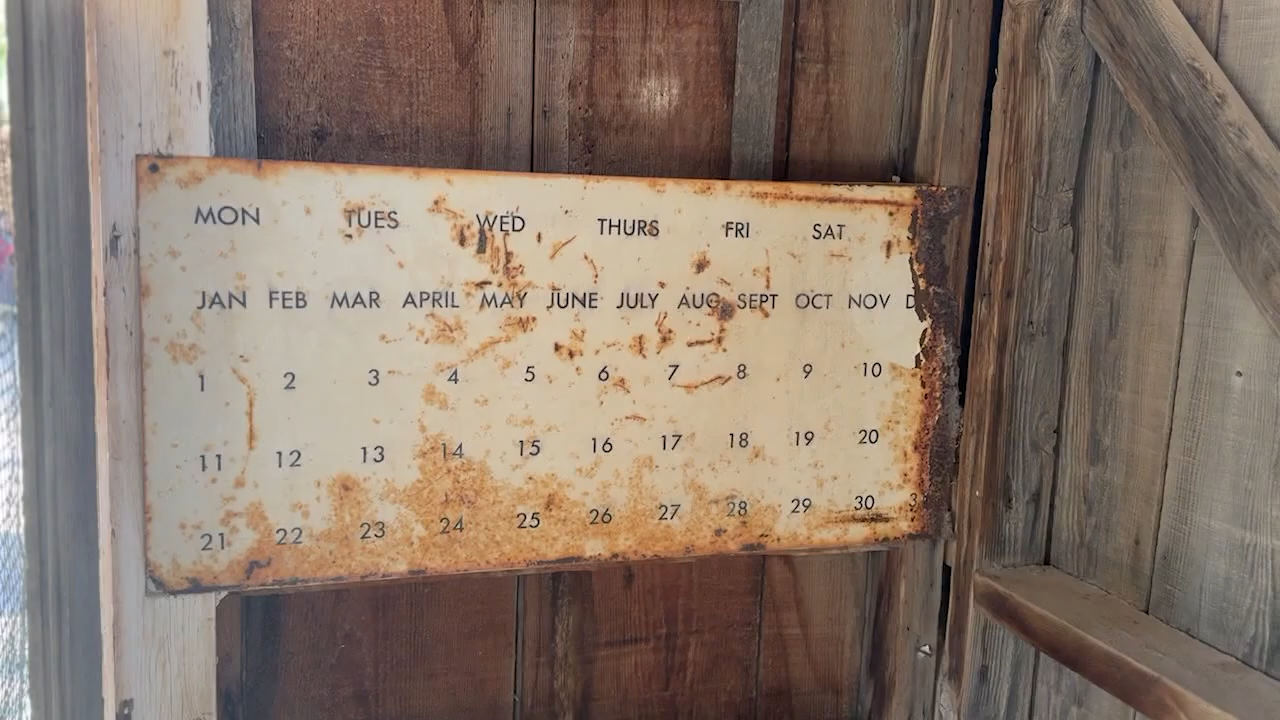 MON TUES WED THURS FRI SAT
JAN FEB MAR APRIL MAY JUNE JULY AUG SEPT OCT NOV
1 2 3 4 5 6 7 8 9 10
11 12 13 14 15 16 17 18 19 20
21 22 23 24 25 26 27 28 29 30